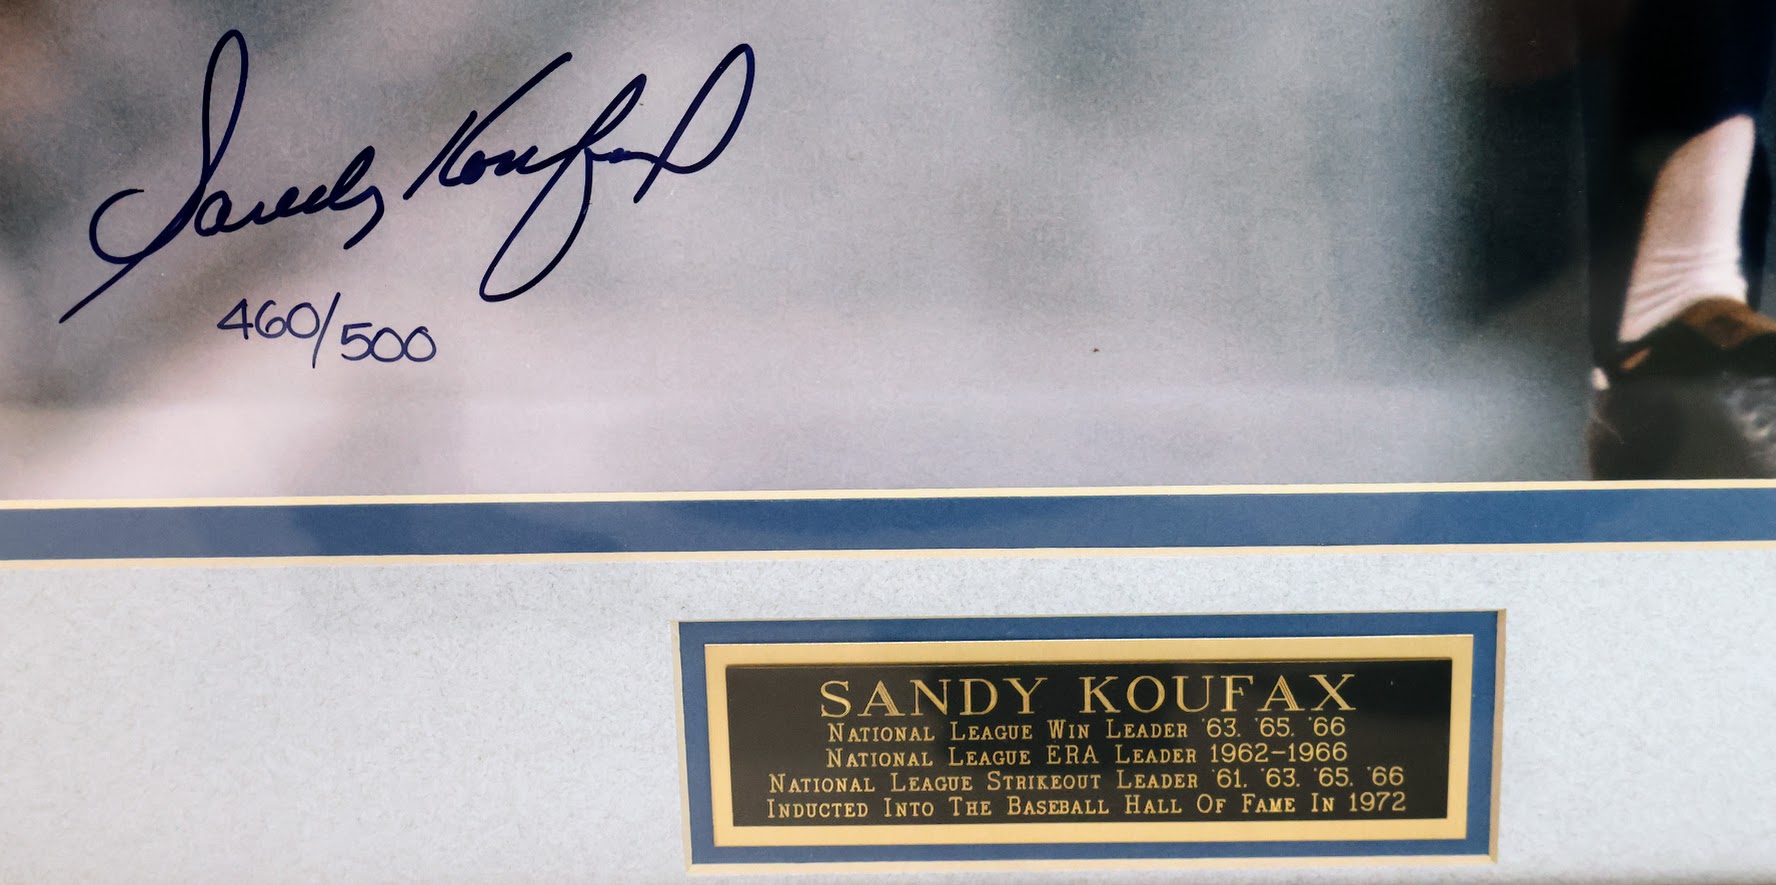 Sandy Koufax
460/500
SANDY KOUFAX
NATIONAL LEAGUE WIN LEADER '63. '65. '66
NATIONAL LEAGUE ERA LEADER 1962-1966
NATIONAL LEAGUE STRIKEOUT LEADER '61. '63. '65. '66
INDUCTED INTO THE BASEBALL HALL OF FAME IN 1972